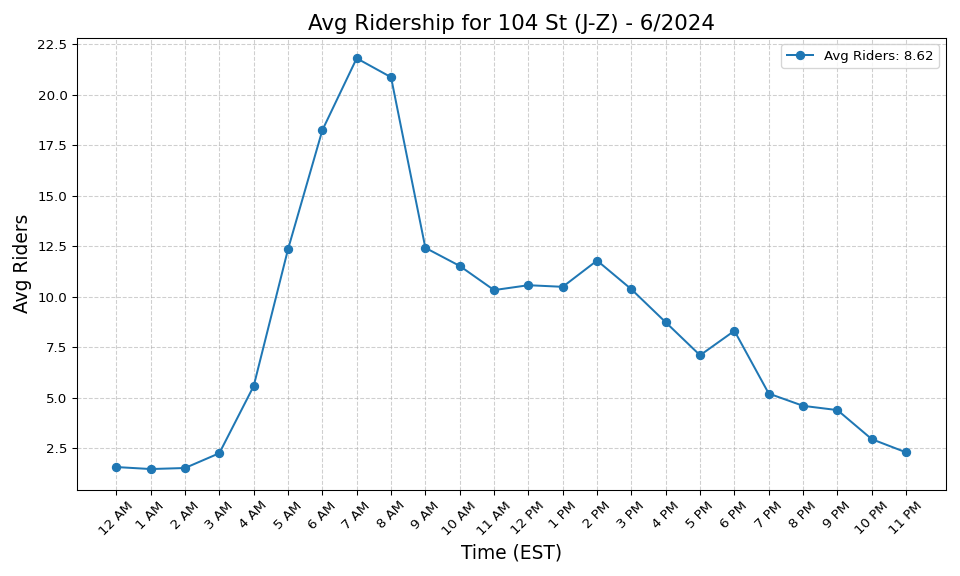 Avg Ridership for 104 St (J-Z) - 6/2024
Avg Riders: 8.62
Avg Riders
22.5
20.0
17.5
15.0
12.5
10.0
7.5
5.0
2.5
12 AM
1 AM
2 AM
3 AM
4 AM
5 AM
6 AM
7 AM
8 AM
9 AM
10 AM
11 AM
12 PM
1 PM
2 PM
3 PM
4 PM
5 PM
6 PM
7 PM
8 PM
9 PM
10 PM
11 PM
Time (EST)